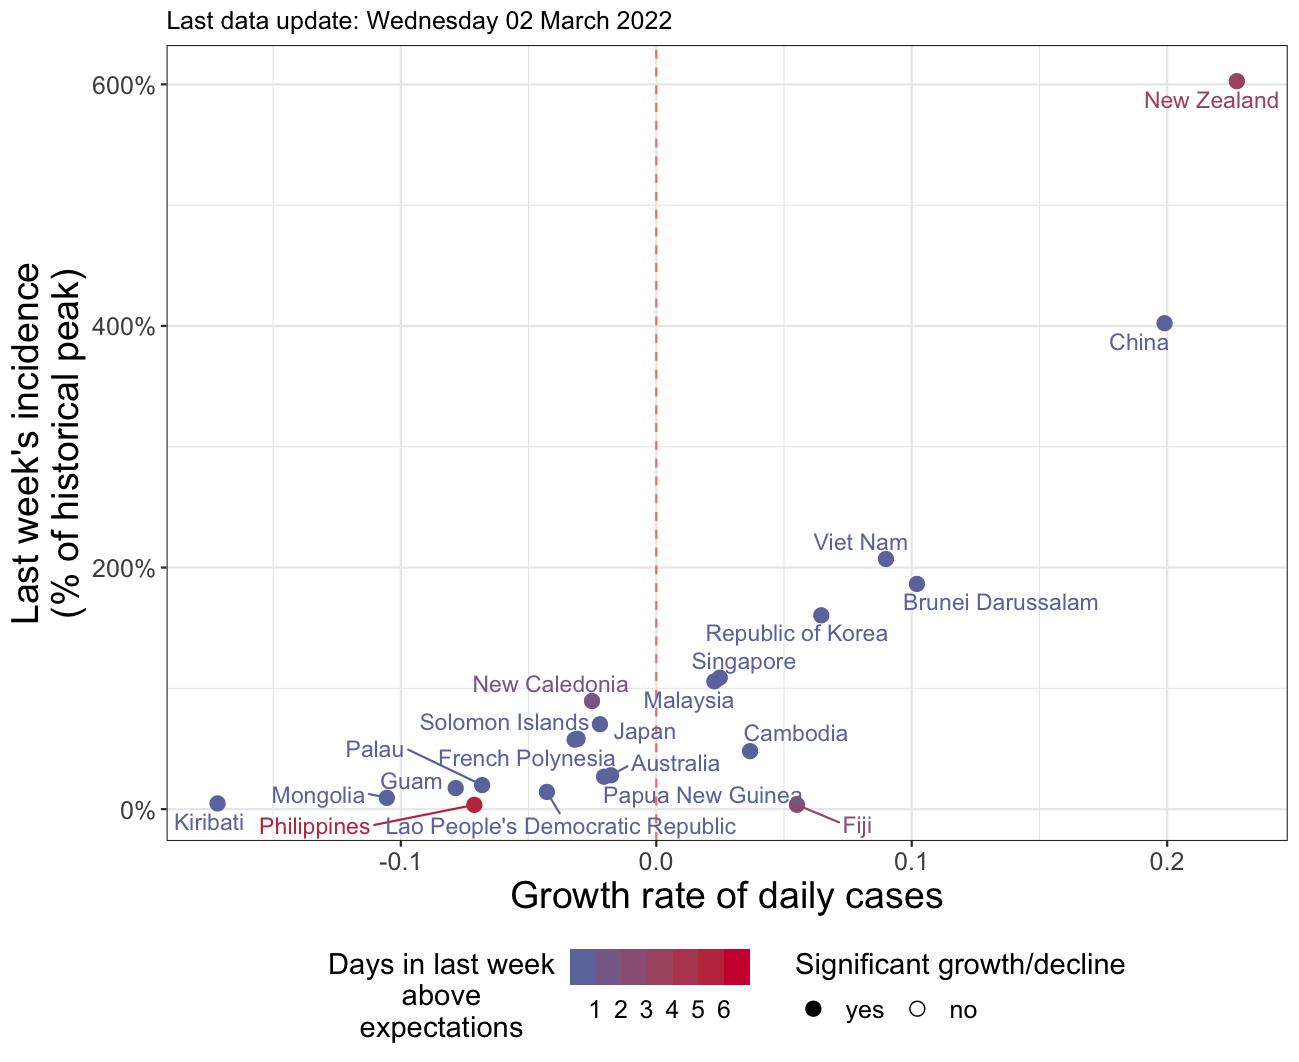 Last data update: Wednesday 02 March 2022
Last week's incidence
(% of historical peak)
600%
400%
200%
0%
New Zealand
China
Viet Nam
Brunei Darussalam
Republic of Korea
Singapore
New Caledonia
Malaysia
Solomon Islands
Japan
Cambodia
Palau
French Polynesia
Australia
Guam
Mongolia
Papua New Guinea
Kiribati
Philippines
Lao People's Democratic Republic
Fiji
-0.1
0.0
0.1
0.2
Growth rate of daily cases
Days in last week
above
expectations
1 2 3 4 5 6
Significant growth/decline
yes
no